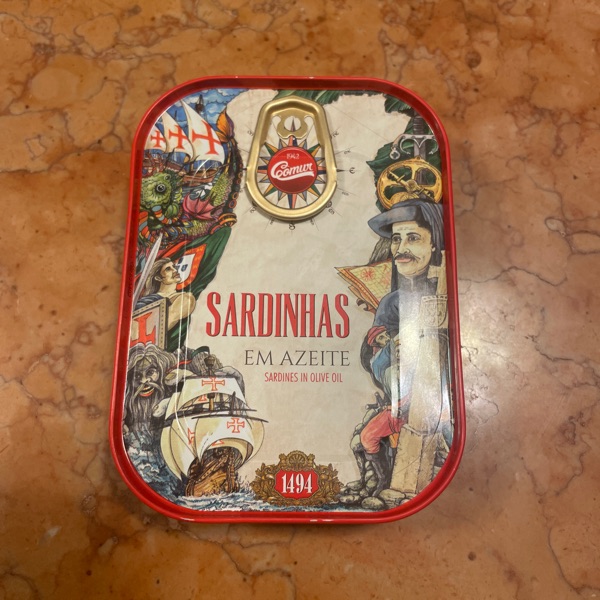 1942
Comur
SARDINHAS
EM AZEITE
SARDINES IN OLIVE OIL
1494